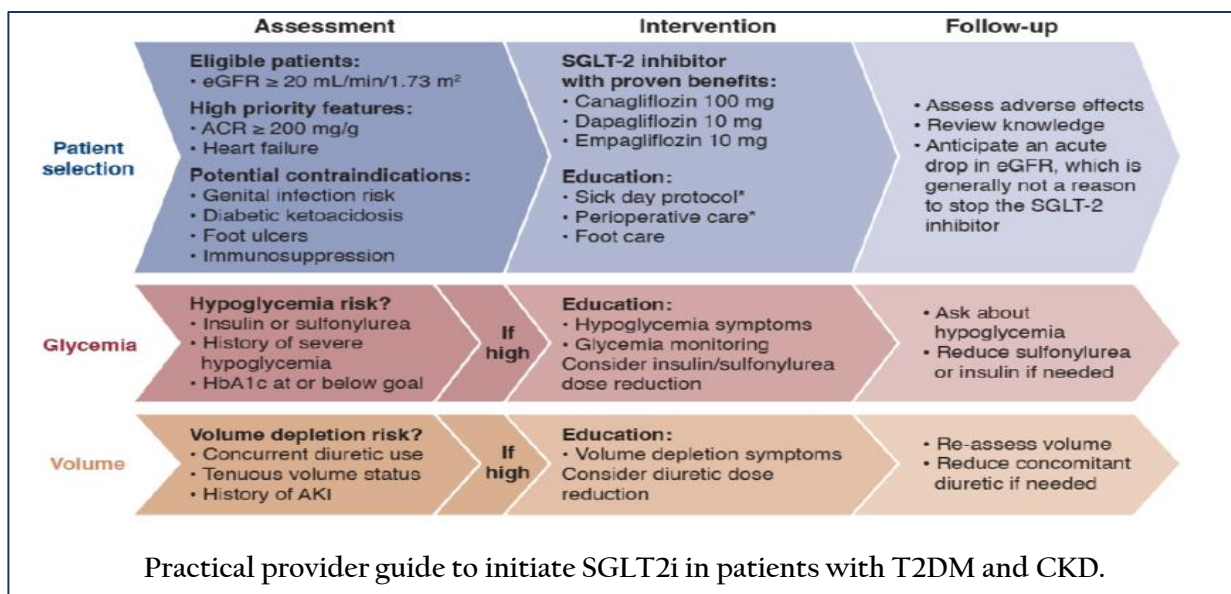 Assessment
Intervention
Follow-up
Patient
selection
Eligible patients:
• eGFR ≥ 20 mL/min/1.73 m²
High priority features:
• ACR ≥ 200 mg/g
• Heart failure
Potential contraindications:
• Genital infection risk
• Diabetic ketoacidosis
• Foot ulcers
• Immunosuppression
SGLT-2 inhibitor
with proven benefits:
• Canagliflozin 100 mg
• Dapagliflozin 10 mg
• Empagliflozin 10 mg
Education:
• Sick day protocol*
• Perioperative care*
• Foot care
• Assess adverse effects
• Review knowledge
• Anticipate an acute
drop in eGFR, which is
generally not a reason
to stop the SGLT-2
inhibitor
Glycemia
Hypoglycemia risk?
• Insulin or sulfonylurea
• History of severe
hypoglycemia
• HbA1c at or below goal
If
high
Education:
• Hypoglycemia symptoms
• Glycemia monitoring
Consider insulin/sulfonylurea
dose reduction
• Ask about
hypoglycemia
• Reduce sulfonylurea
or insulin if needed
Volume
Volume depletion risk?
• Concurrent diuretic use
• Tenuous volume status
• History of AKI
If
high
Education:
• Volume depletion symptoms
Consider diuretic dose
reduction
• Re-assess volume
• Reduce concomitant
diuretic if needed
Practical provider guide to initiate SGLT2i in patients with T2DM and CKD.